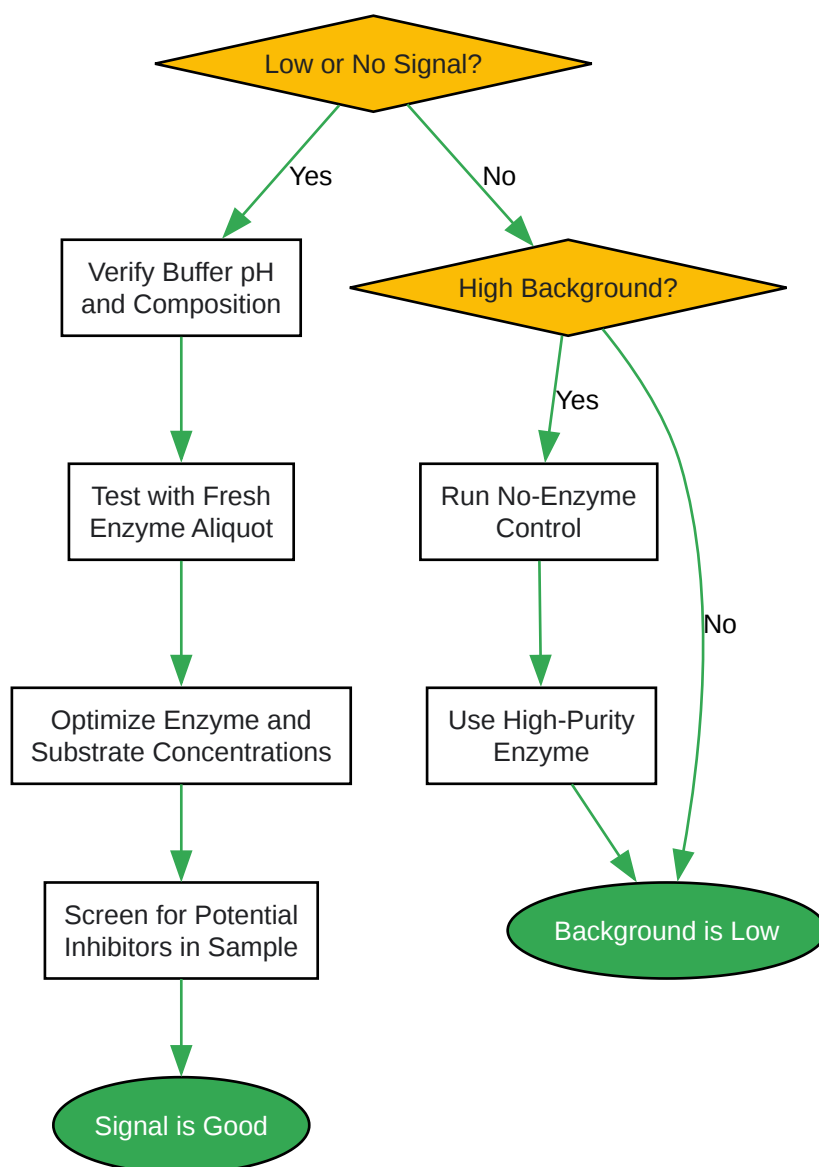 Low or No Signal?
Yes
No
Verify Buffer pH
and Composition
High Background?
Yes
Test with Fresh
Enzyme Aliquot
Run No-Enzyme
Control
No
Optimize Enzyme and
Substrate Concentrations
Use High-Purity
Enzyme
Screen for Potential
Inhibitors in Sample
Background is Low
Signal is Good